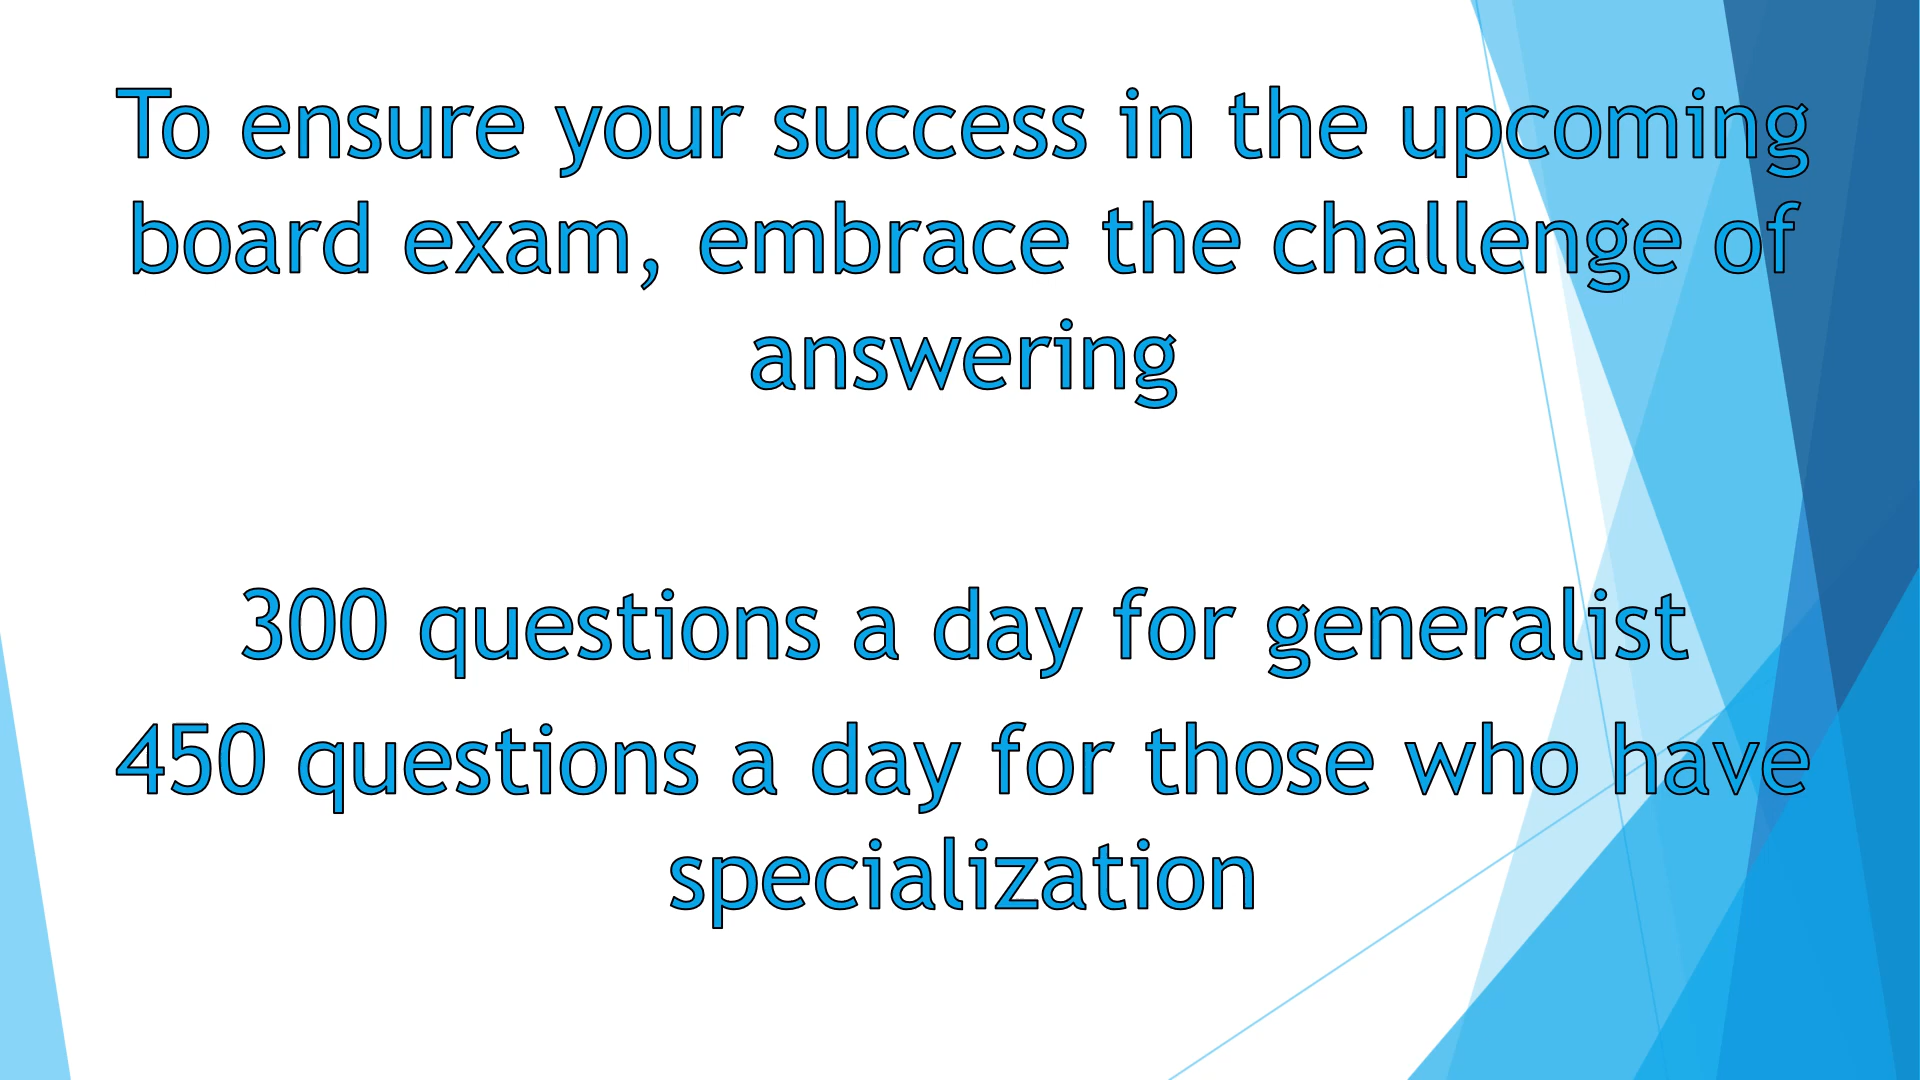 To ensure your success in the upcoming
board exam, embrace the challenge of
answering
300 questions a day for generalist
450 questions a day for those who have
specialization